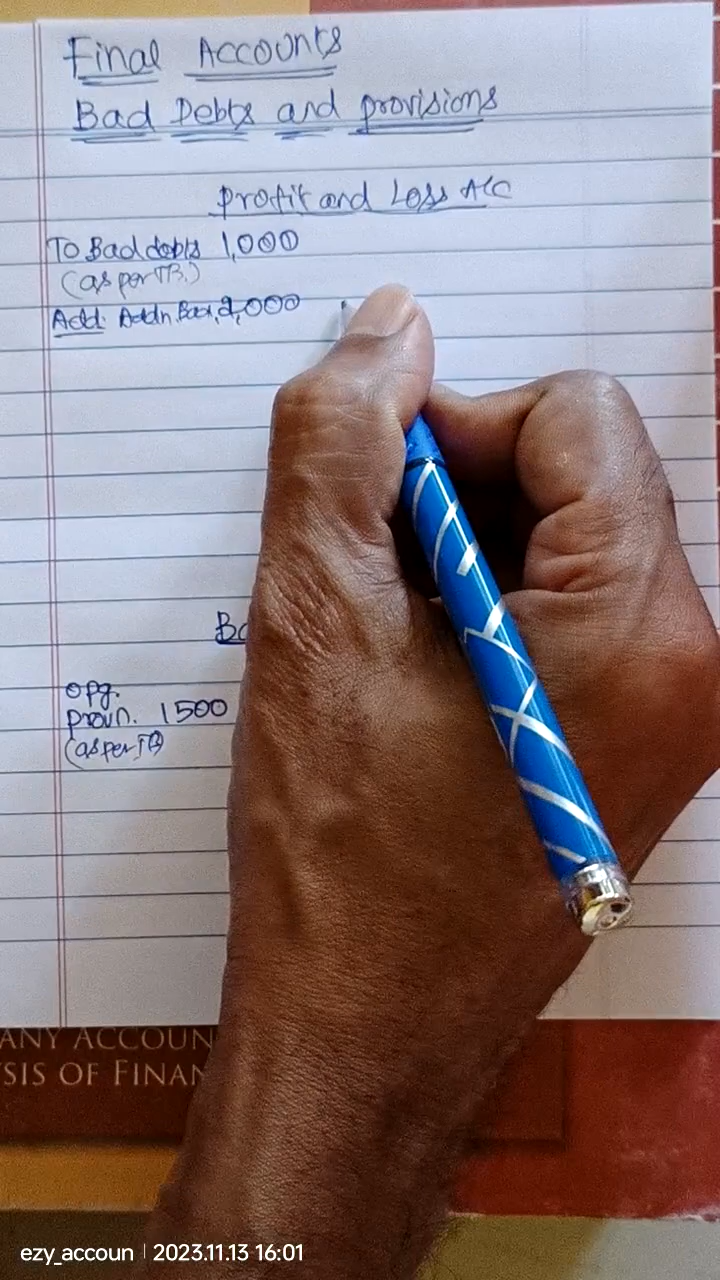 Final Accounts
Bad Debts and provisions
Profit and Loss A/C
To Bad debts 1,000
(as per T.B.)
Add: Addn. Bad, 2,000
Opg.
Provn. 1500
(as per TB)
ANY ACCOUN
SIS OF FINAN
ezy_accoun | 2023.11.13 16:01